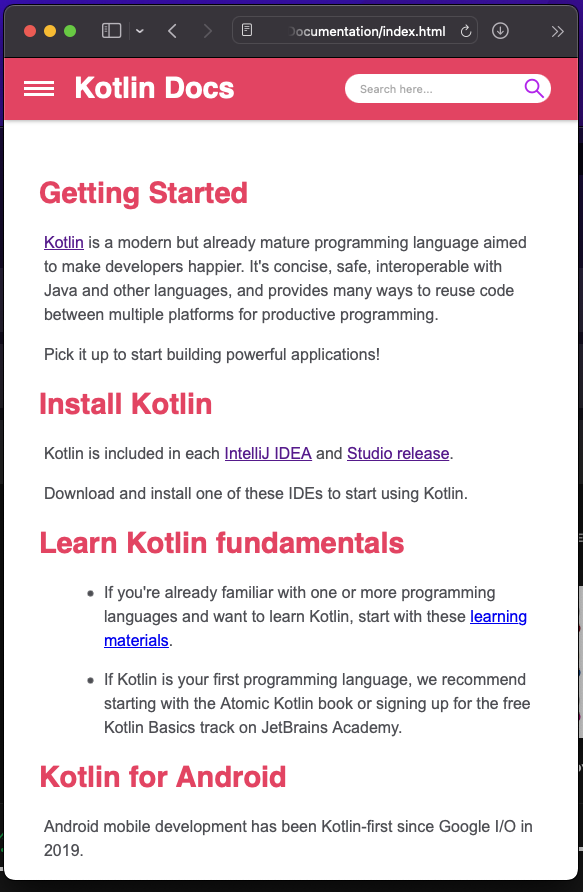 ocumentation/index.html
Kotlin Docs
Search here...
Getting Started
Kotlin is a modern but already mature programming language aimed
to make developers happier. It's concise, safe, interoperable with
Java and other languages, and provides many ways to reuse code
between multiple platforms for productive programming.
Pick it up to start building powerful applications!
Install Kotlin
Kotlin is included in each IntelliJ IDEA and Studio release.
Download and install one of these IDEs to start using Kotlin.
Learn Kotlin fundamentals
• If you're already familiar with one or more programming
languages and want to learn Kotlin, start with these learning
materials.
• If Kotlin is your first programming language, we recommend
starting with the Atomic Kotlin book or signing up for the free
Kotlin Basics track on JetBrains Academy.
Kotlin for Android
Android mobile development has been Kotlin-first since Google I/O in
2019.